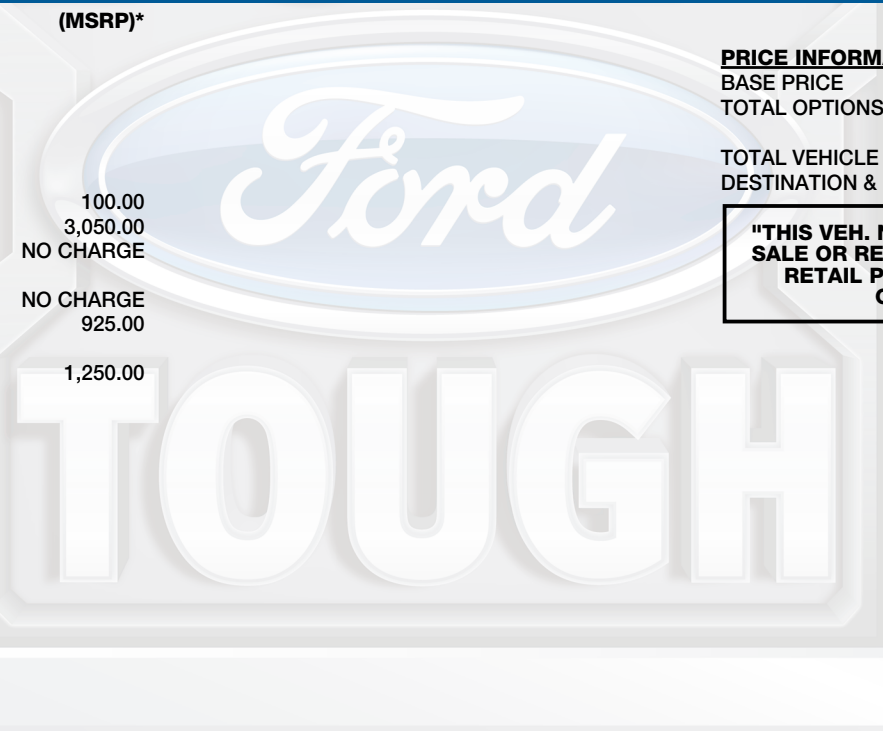 (MSRP)*
100.00
3,050.00
NO CHARGE
NO CHARGE
925.00
1,250.00
PRICE INFORMA
BASE PRICE
TOTAL OPTIONS
TOTAL VEHICLE
DESTINATION &
"THIS VEH. 
SALE OR RE
RETAIL P
Ford
TOUGH